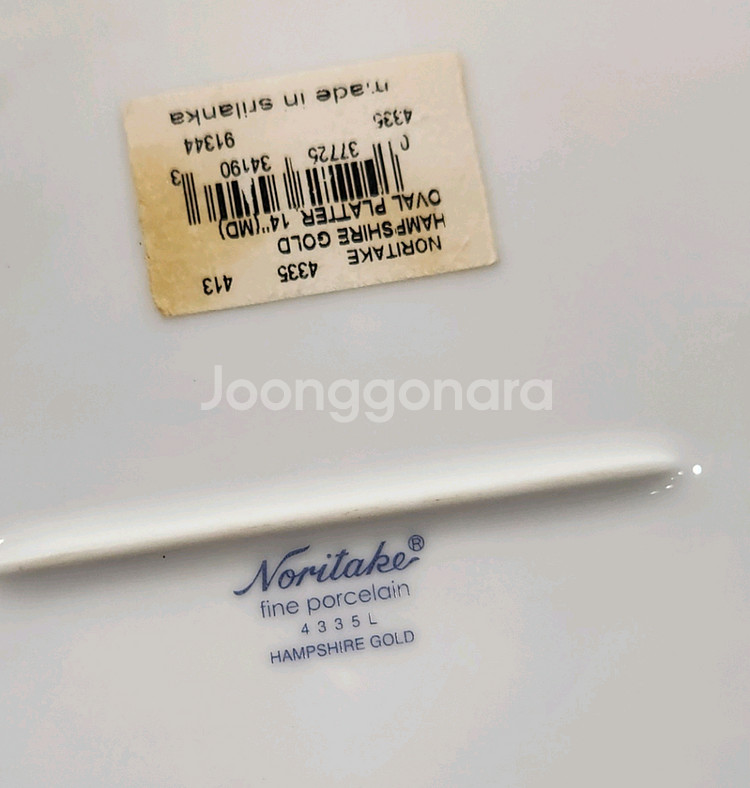 NORITAKE 4335 413
HAMPSHIRE GOLD
OVAL PLATTER, 14"(MD)
0 37725 34190 3
4335 91344
made in srilanka
Joonggonara
Noritake®
fine porcelain
4335L
HAMPSHIRE GOLD